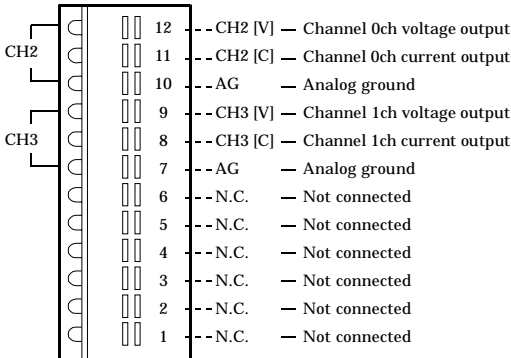 12 CH2 [V] — Channel 0ch voltage output
CH2
11 CH2 [C] — Channel 0ch current output
10 AG — Analog ground
9 CH3 [V] — Channel 1ch voltage output
CH3
8 CH3 [C] — Channel 1ch current output
7 AG — Analog ground
6 N.C. — Not connected
5 N.C. — Not connected
4 N.C. — Not connected
3 N.C. — Not connected
2 N.C. — Not connected
1 N.C. — Not connected